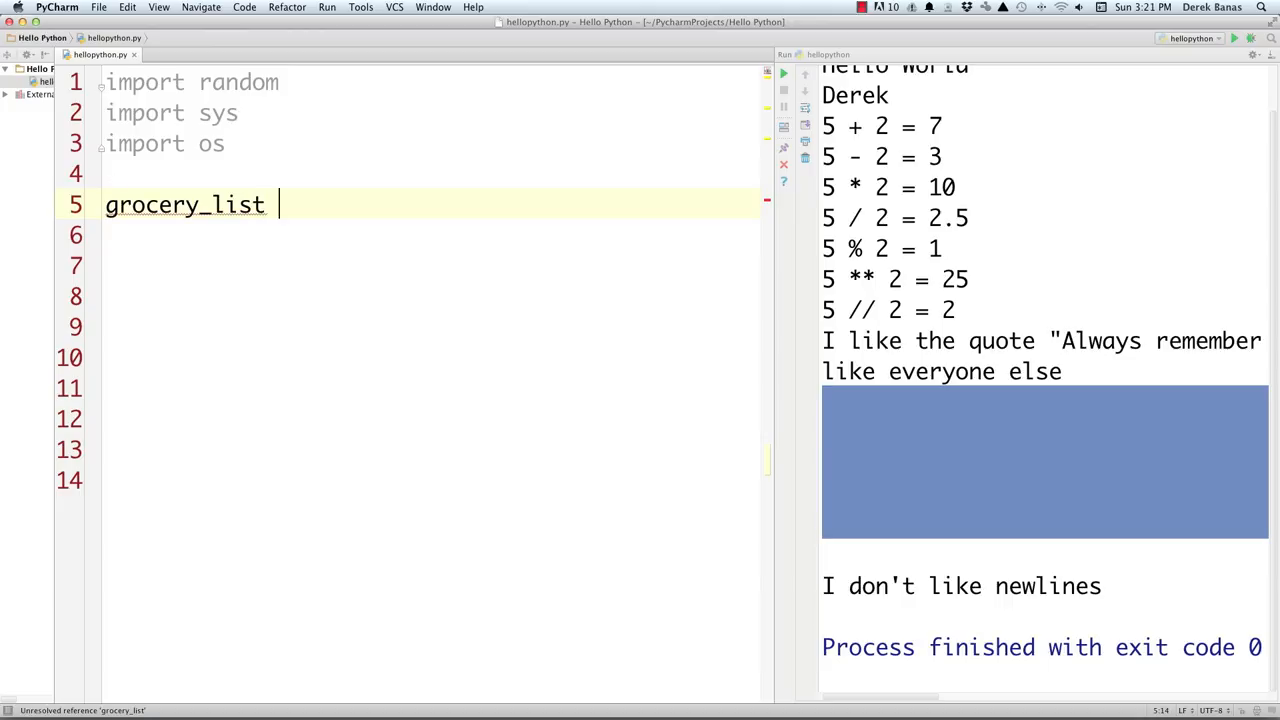 PyCharm File Edit View Navigate Code Refactor Run Tools VCS Window Help 10 Sun 3:21 PM Derek Banas
hellopython.py – Hello Python – [~/PycharmProjects/Hello Python]
Hello Python hellopython.py hellopython
hellopython.py Run hellopython
Hello P
hello
Externa
1 import random
2 import sys
3 import os
4
5 grocery_list
6
7
8
9
10
11
12
13
14
Hello World
Derek
5 + 2 = 7
5 - 2 = 3
5 * 2 = 10
5 / 2 = 2.5
5 % 2 = 1
5 ** 2 = 25
5 // 2 = 2
I like the quote "Always remember
like everyone else
I don't like newlines
Process finished with exit code 0
Unresolved reference 'grocery_list' 5:14 LF UTF-8